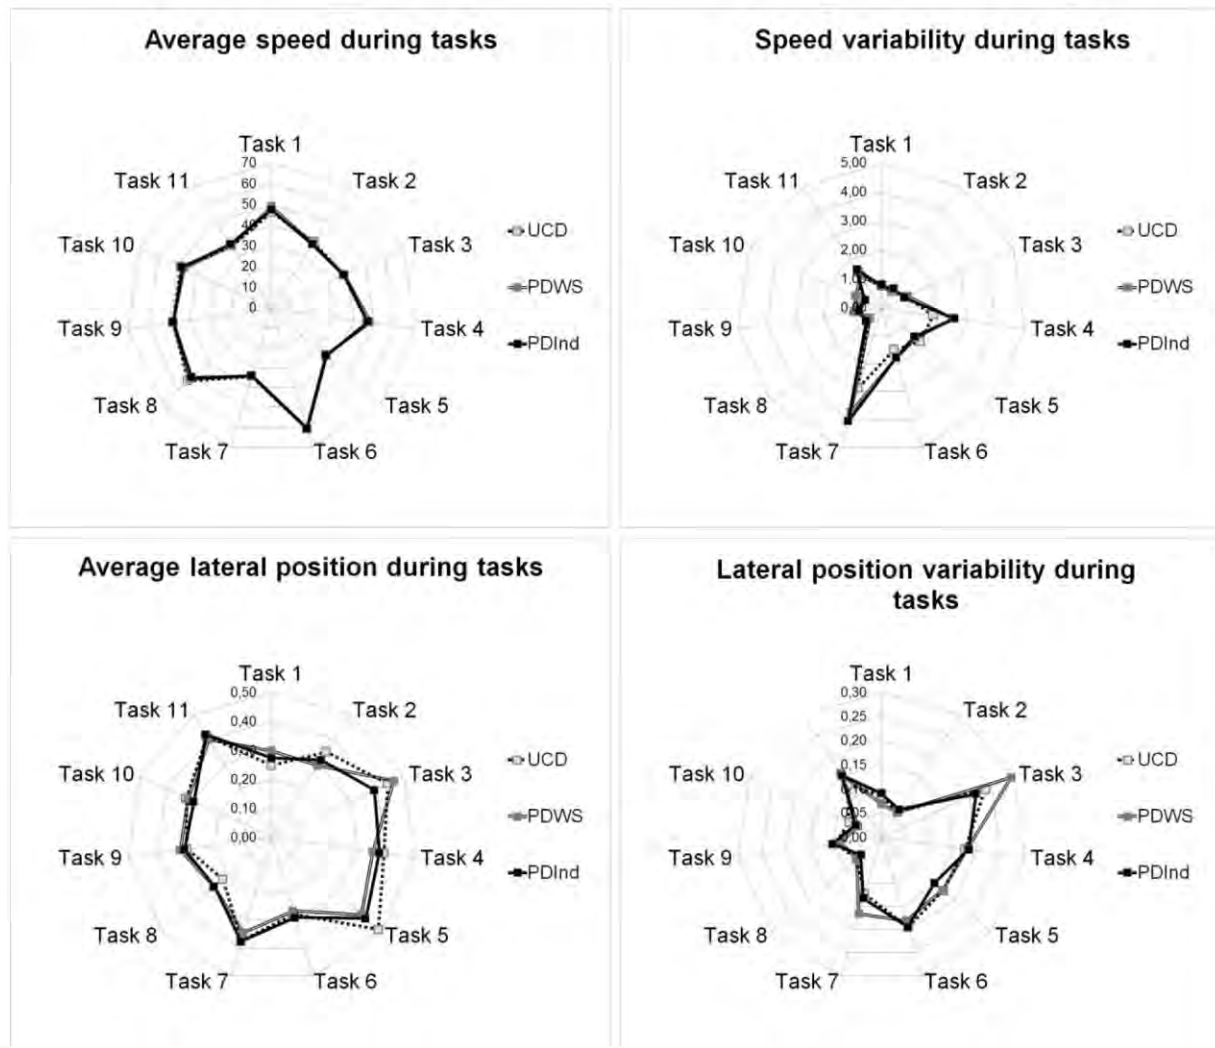 Average speed during tasks
Task 1
70
60
50
40
30
20
10
0
Task 2
Task 3
Task 4
Task 5
Task 6
Task 7
Task 8
Task 9
Task 10
Task 11
UCD
PDWS
PDInd
Speed variability during tasks
Task 1
5,00
4,00
3,00
2,00
Task 2
Task 3
Task 4
Task 5
Task 6
Task 7
Task 8
Task 9
Task 10
Task 11
UCD
PDWS
PDInd
Average lateral position during tasks
Task 1
0,50
0,40
0,20
0,10
0,00
Task 2
Task 3
Task 4
Task 5
Task 6
Task 7
Task 8
Task 9
Task 10
Task 11
UCD
PDWS
PDInd
Lateral position variability during
tasks
Task 1
0,30
0,25
0,20
0,15
0,05
0,00
Task 2
Task 3
Task 4
Task 5
Task 6
Task 7
Task 8
Task 9
Task 10
Task 11
UCD
PDWS
PDInd